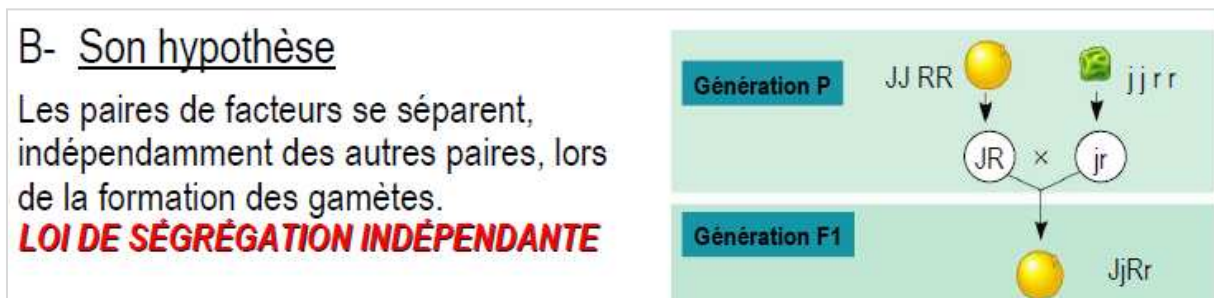 B- Son hypothèse
Les paires de facteurs se séparent,
indépendamment des autres paires, lors
de la formation des gamètes.
LOI DE SÉGRÉGATION INDÉPENDANTE
Génération P
JJ RR
j j r r
JR × jr
Génération F1
JjRr